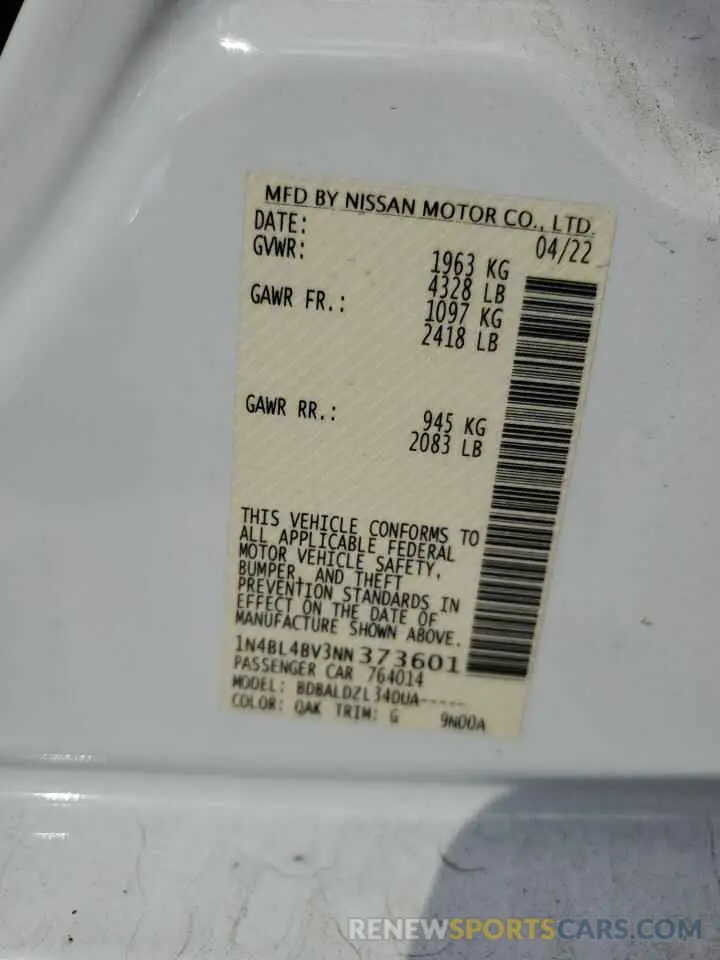 MFD BY NISSAN MOTOR CO., LTD.
DATE: 04/22
GVWR: 1963 KG
4328 LB
GAWR FR.: 1097 KG
2418 LB
GAWR RR.: 945 KG
2083 LB
THIS VEHICLE CONFORMS TO
ALL APPLICABLE FEDERAL
MOTOR VEHICLE SAFETY,
BUMPER, AND THEFT
PREVENTION STANDARDS IN
EFFECT ON THE DATE OF
MANUFACTURE SHOWN ABOVE.
1N4BL4BV3NN373601
PASSENGER CAR 764014
MODEL: BDBALDZL34DUA-----
COLOR: QAK TRIM: G 9N00A
RENEWSPORTSCARS.COM